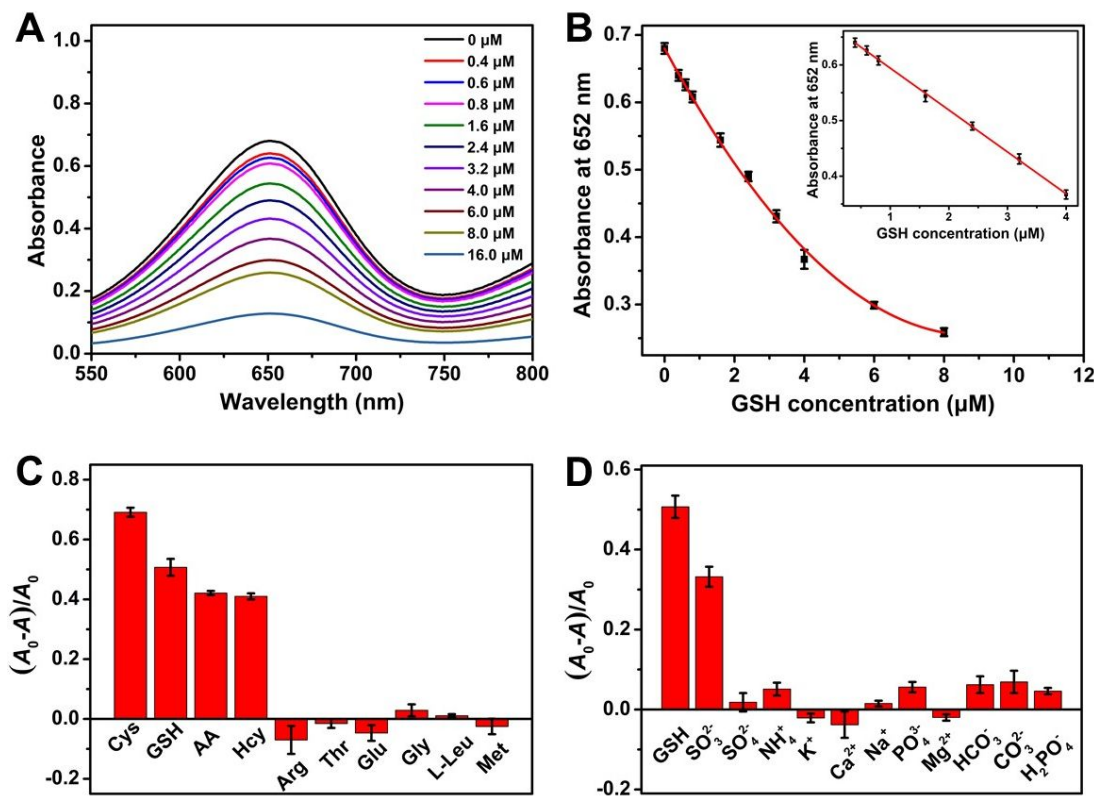 A
1.0
0.8
0.6
0.4
0.2
0.0
Absorbance
550
600
650
700
750
800
Wavelength (nm)
0 µM
0.4 µM
0.6 µM
0.8 µM
1.6 µM
2.4 µM
3.2 µM
4.0 µM
6.0 µM
8.0 µM
16.0 µM
B
0.7
0.6
0.5
0.4
0.3
Absorbance at 652 nm
0
2
4
6
8
10
12
GSH concentration (µM)
0.6
0.5
0.4
Absorbance at 652 nm
1
2
3
4
GSH concentration (µM)
C
0.8
0.6
0.4
0.2
0.0
-0.2
(A₀-A)/A₀
Cys
GSH
AA
Hcy
Arg
Thr
Glu
Gly
L-Leu
Met
D
0.6
0.4
0.2
0.0
-0.2
(A₀-A)/A₀
GSH
SO₃²⁻
SO₄²⁻
NH₄⁺
K⁺
Ca²⁺
Na⁺
PO₄³⁻
Mg²⁺
HCO₃⁻
CO₃²⁻
H₂PO₄⁻